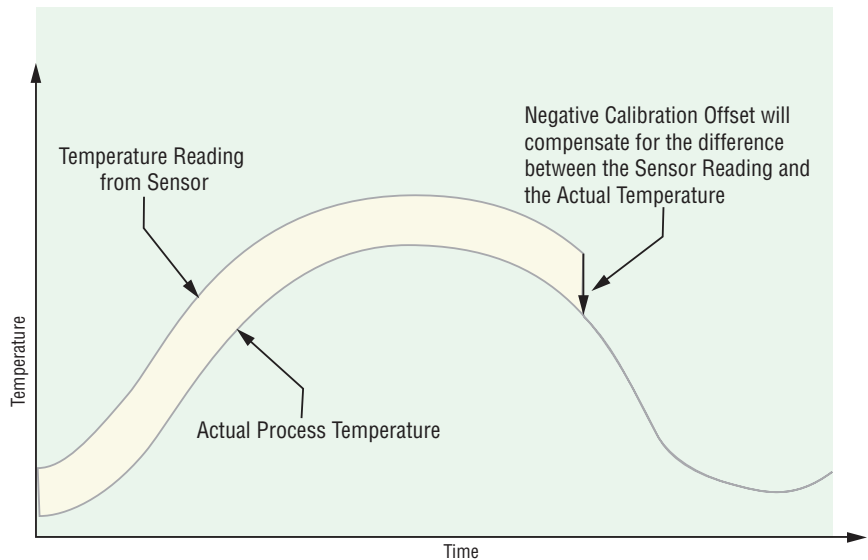 Negative Calibration Offset will
compensate for the difference
between the Sensor Reading and
the Actual Temperature
Temperature Reading
from Sensor
Temperature
Actual Process Temperature
Time